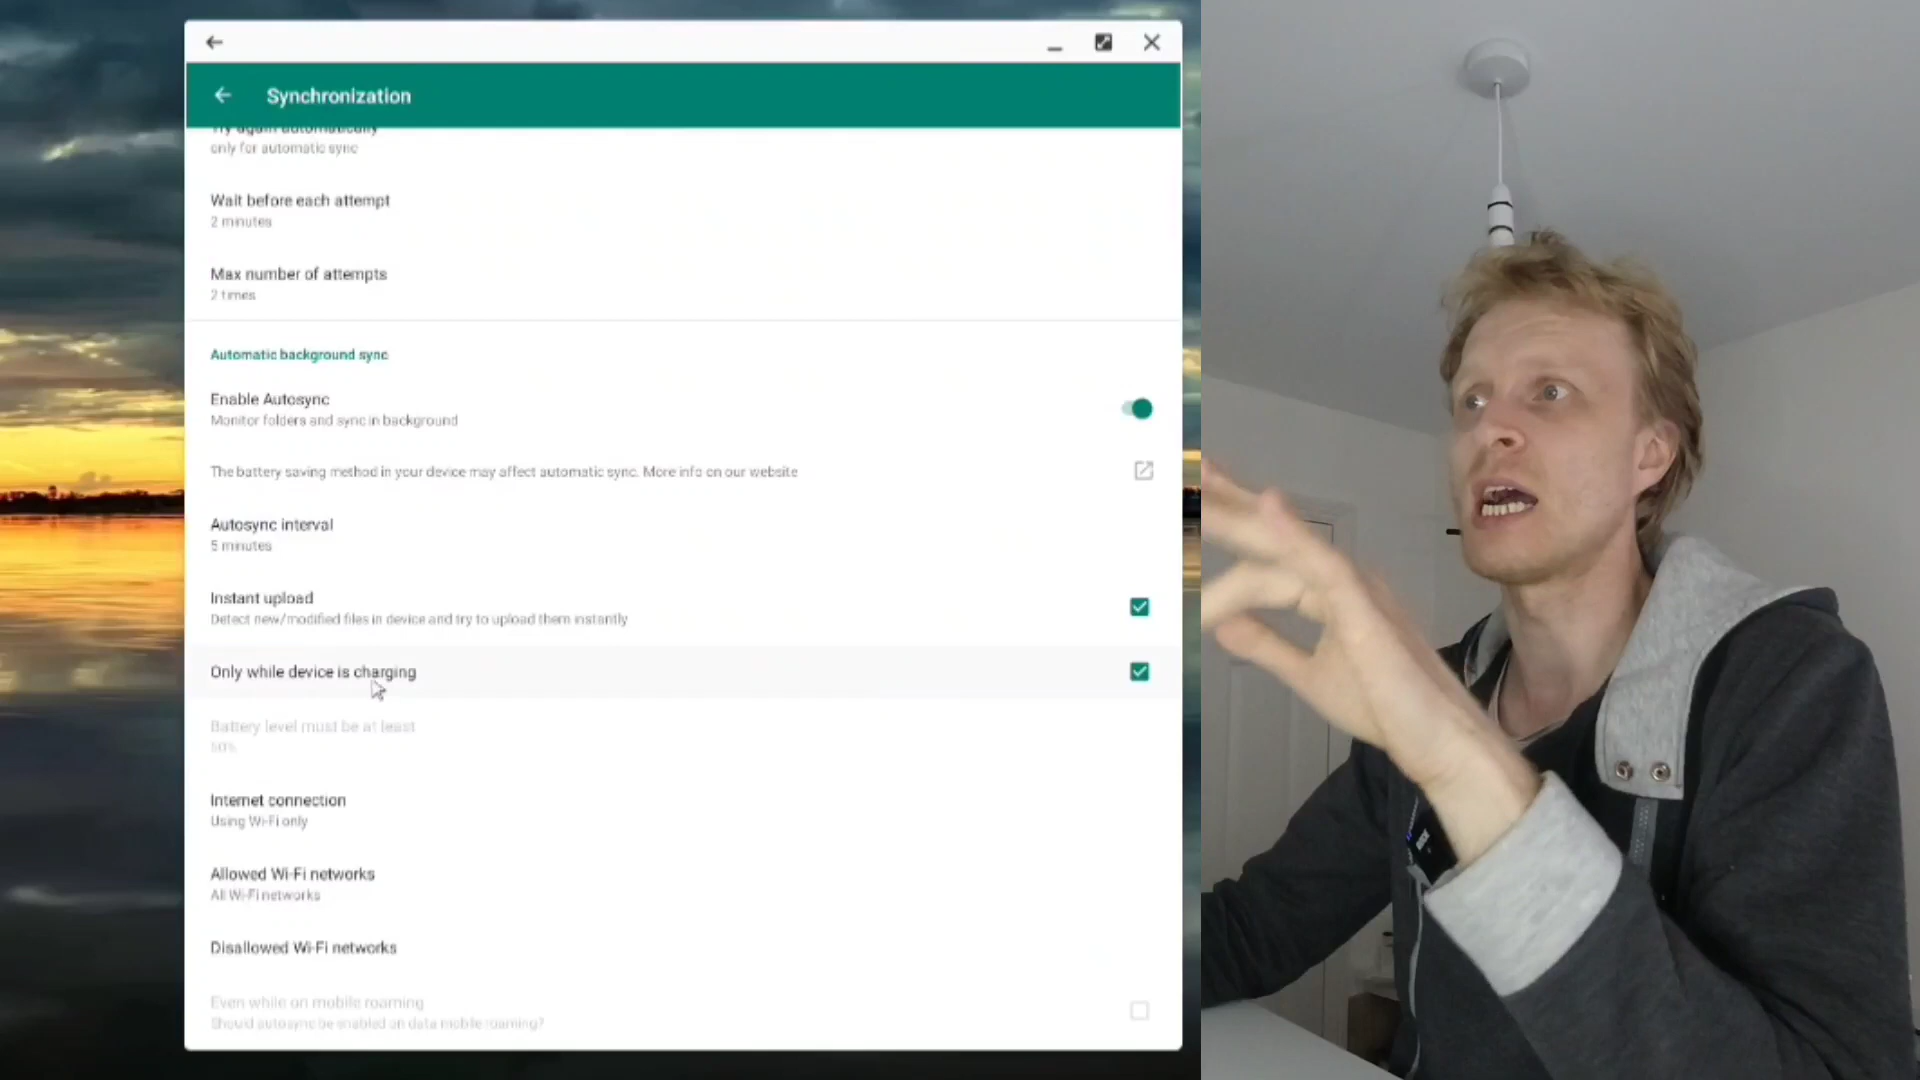 Synchronization
Try again automatically
only for automatic sync
Wait before each attempt
2 minutes
Max number of attempts
2 times
Automatic background sync
Enable Autosync
Monitor folders and sync in background
The battery saving method in your device may affect automatic sync. More info on our website
Autosync interval
5 minutes
Instant upload
Detect new/modified files in device and try to upload them instantly
Only while device is charging
Battery level must be at least
50%
Internet connection
Using Wi-Fi only
Allowed Wi-Fi networks
All Wi-Fi networks
Disallowed Wi-Fi networks
Even while on mobile roaming
Should autosync be enabled on data mobile roaming?